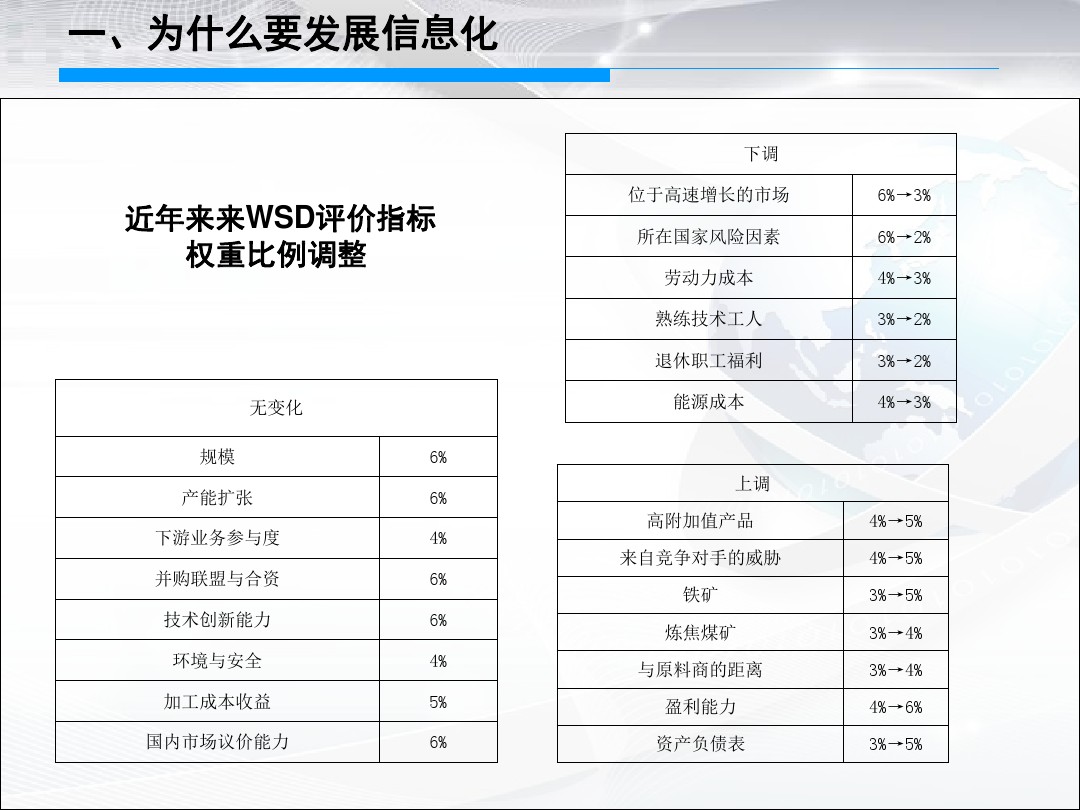 一、为什么要发展信息化
近年来来WSD评价指标
权重比例调整
下调
位于高速增长的市场 6%→3%
所在国家风险因素 6%→2%
劳动力成本 4%→3%
熟练技术工人 3%→2%
退休职工福利 3%→2%
能源成本 4%→3%
无变化
规模 6%
产能扩张 6%
下游业务参与度 4%
并购联盟与合资 6%
技术创新能力 6%
环境与安全 4%
加工成本收益 5%
国内市场议价能力 6%
上调
高附加值产品 4%→5%
来自竞争对手的威胁 4%→5%
铁矿 3%→5%
炼焦煤矿 3%→4%
与原料商的距离 3%→4%
盈利能力 4%→6%
资产负债表 3%→5%